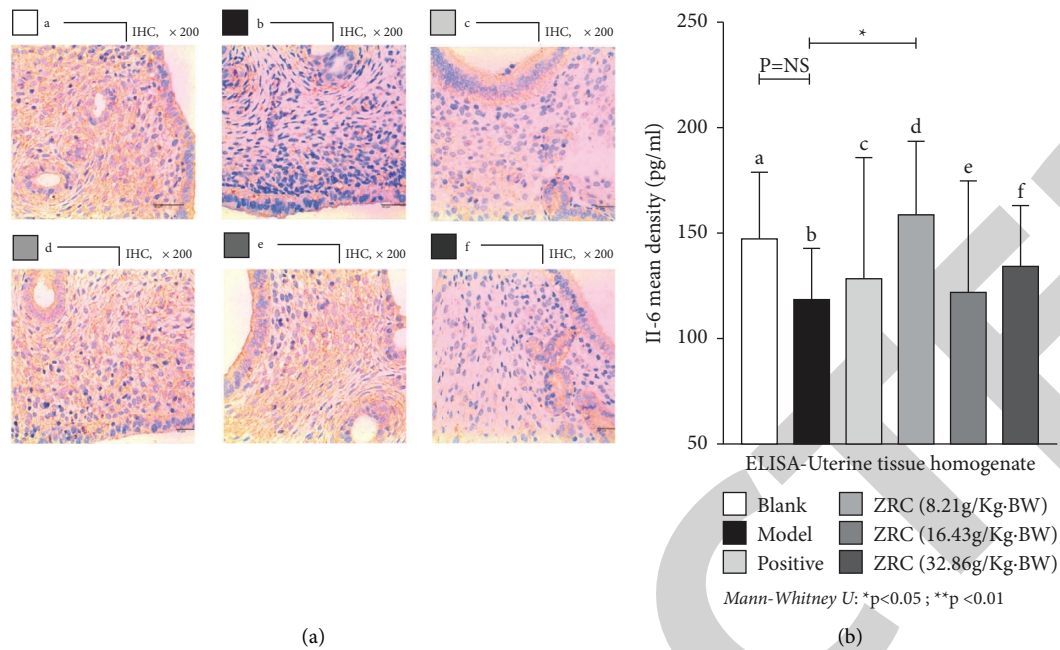 a IHC, × 200
b IHC, × 200
c IHC, × 200
d IHC, × 200
e IHC, × 200
f IHC, × 200
(a)
250
200
150
100
50
II-6 mean density (pg/ml)
*
P=NS
a
b
c
d
e
f
ELISA-Uterine tissue homogenate
Blank
Model
Positive
ZRC (8.21g/Kg·BW)
ZRC (16.43g/Kg·BW)
ZRC (32.86g/Kg·BW)
Mann-Whitney U: *p<0.05 ; **p <0.01
(b)